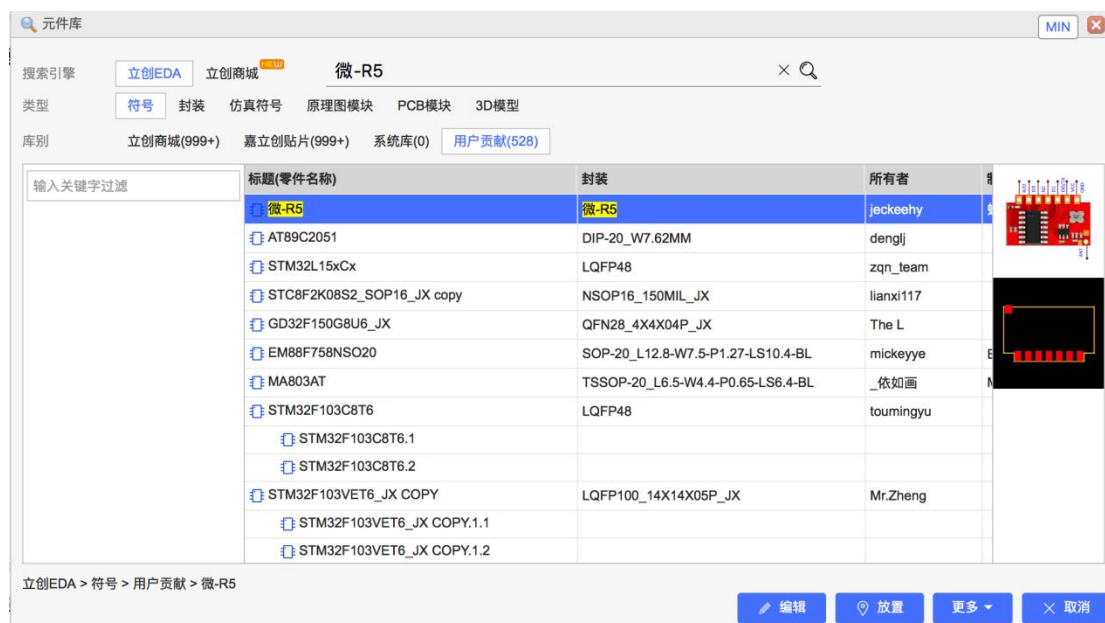 元件库 MIN
搜索引擎 立创EDA 立创商城 NEW 微-R5
类型 符号 封装 仿真符号 原理图模块 PCB模块 3D模型
库别 立创商城(999+) 嘉立创贴片(999+) 系统库(0) 用户贡献(528)
输入关键字过滤
标题(零件名称) 封装 所有者
微-R5 微-R5 jeckeehy
AT89C2051 DIP-20_W7.62MM denglj
STM32L15xCx LQFP48 zqn_team
STC8F2K08S2_SOP16_JX copy NSOP16_150MIL_JX lianxi117
GD32F150G8U6_JX QFN28_4X4X04P_JX The L
EM88F758NSO20 SOP-20_L12.8-W7.5-P1.27-LS10.4-BL mickeyye
MA803AT TSSOP-20_L6.5-W4.4-P0.65-LS6.4-BL _依如画
STM32F103C8T6 LQFP48 toumingyu
STM32F103C8T6.1
STM32F103C8T6.2
STM32F103VET6_JX COPY LQFP100_14X14X05P_JX Mr.Zheng
STM32F103VET6_JX COPY.1.1
STM32F103VET6_JX COPY.1.2
立创EDA > 符号 > 用户贡献 > 微-R5
编辑 放置 更多 取消